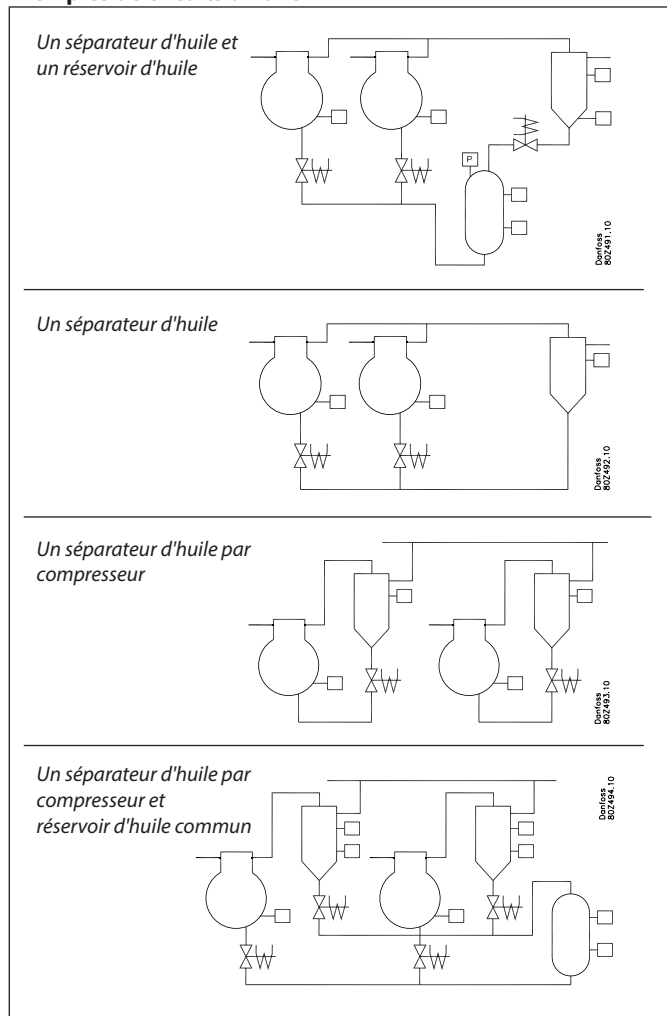 Un séparateur d'huile et
un réservoir d'huile
P
Danfoss
80Z491.10
Un séparateur d'huile
Danfoss
80Z492.10
Un séparateur d'huile par
compresseur
Danfoss
80Z493.10
Un séparateur d'huile par
compresseur et
réservoir d'huile commun
Danfoss
80Z494.10